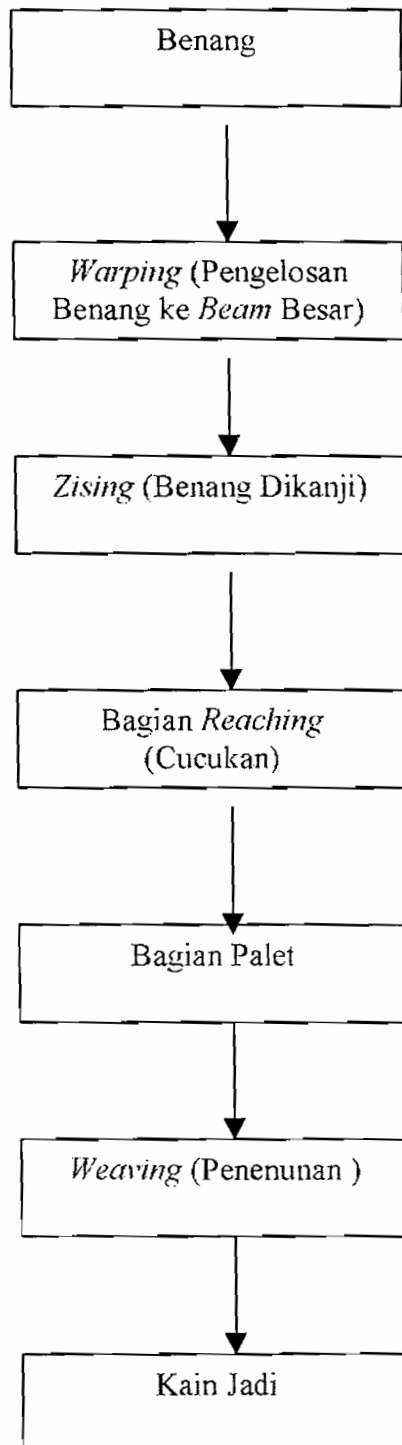 Benang
Warping (Pengelosan
Benang ke Beam Besar)
Zising (Benang Dikanji)
Bagian Reaching
(Cucukan)
Bagian Palet
Weaving (Penenunan )
Kain Jadi